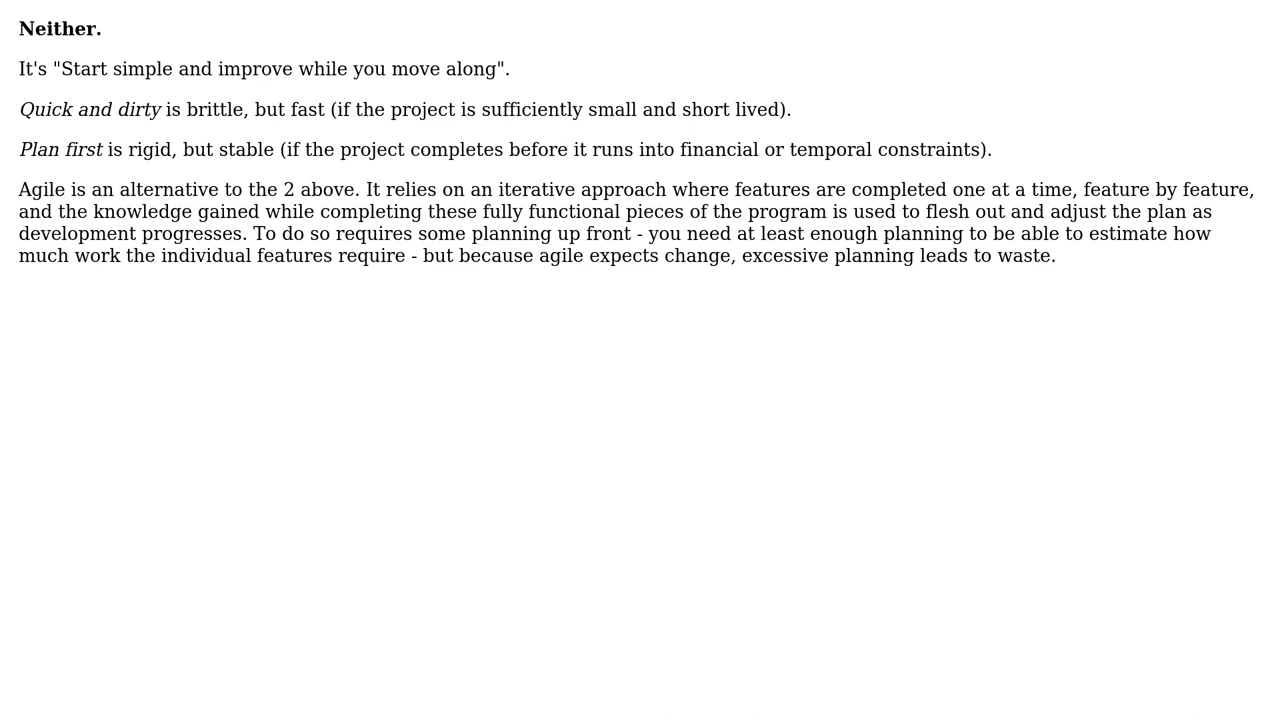 Neither.
It's "Start simple and improve while you move along".
Quick and dirty is brittle, but fast (if the project is sufficiently small and short lived).
Plan first is rigid, but stable (if the project completes before it runs into financial or temporal constraints).
Agile is an alternative to the 2 above. It relies on an iterative approach where features are completed one at a time, feature by feature,
and the knowledge gained while completing these fully functional pieces of the program is used to flesh out and adjust the plan as
development progresses. To do so requires some planning up front - you need at least enough planning to be able to estimate how
much work the individual features require - but because agile expects change, excessive planning leads to waste.